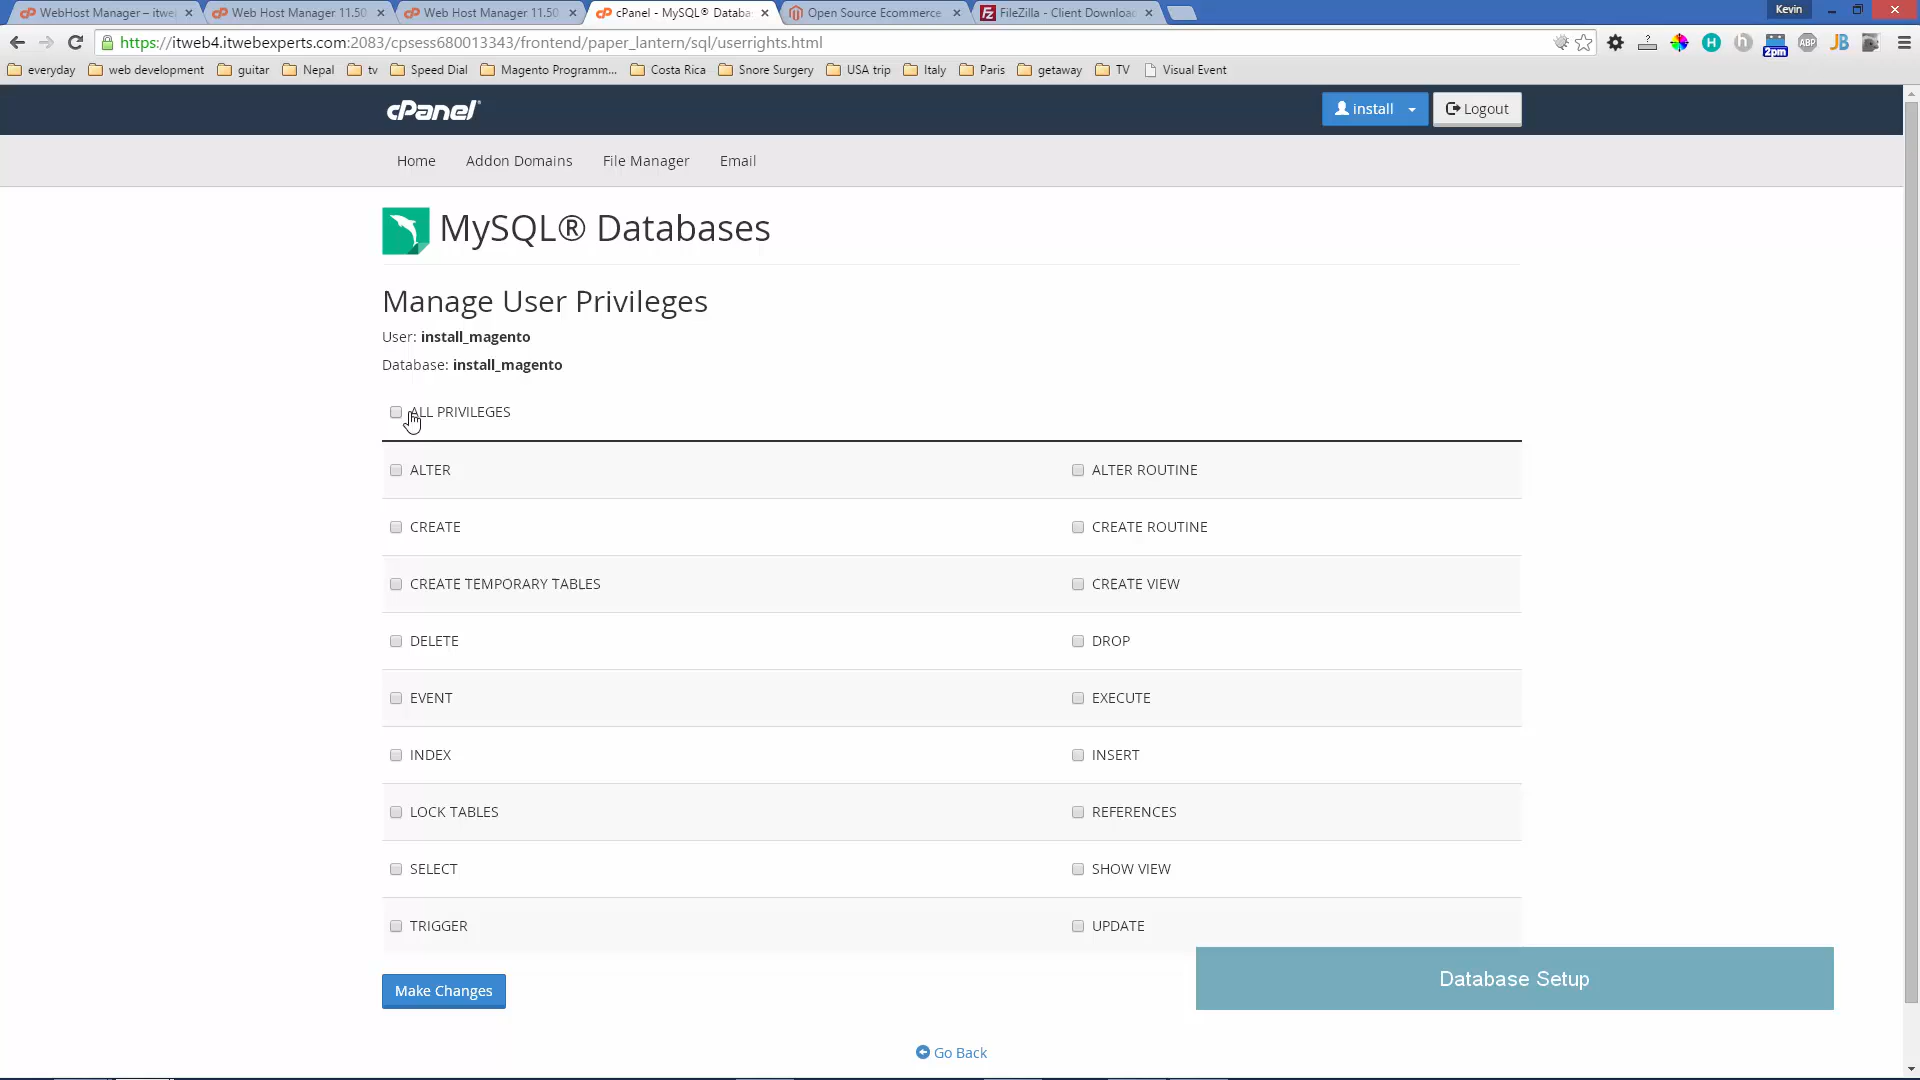 WebHost Manager – itwe
Web Host Manager 11.50
Web Host Manager 11.50
cPanel - MySQL® Databa
Open Source Ecommerce
FileZilla - Client Downloa
Kevin
https://itweb4.itwebexperts.com:2083/cpsess680013343/frontend/paper_lantern/sql/userrights.html
2pm
ABP
JB
everyday
web development
guitar
Nepal
tv
Speed Dial
Magento Programm...
Costa Rica
Snore Surgery
USA trip
Italy
Paris
getaway
TV
Visual Event
cPanel
install
Logout
Home
Addon Domains
File Manager
Email
MySQL® Databases
Manage User Privileges
User: install_magento
Database: install_magento
ALL PRIVILEGES
ALTER
ALTER ROUTINE
CREATE
CREATE ROUTINE
CREATE TEMPORARY TABLES
CREATE VIEW
DELETE
DROP
EVENT
EXECUTE
INDEX
INSERT
LOCK TABLES
REFERENCES
SELECT
SHOW VIEW
TRIGGER
UPDATE
Database Setup
Make Changes
Go Back